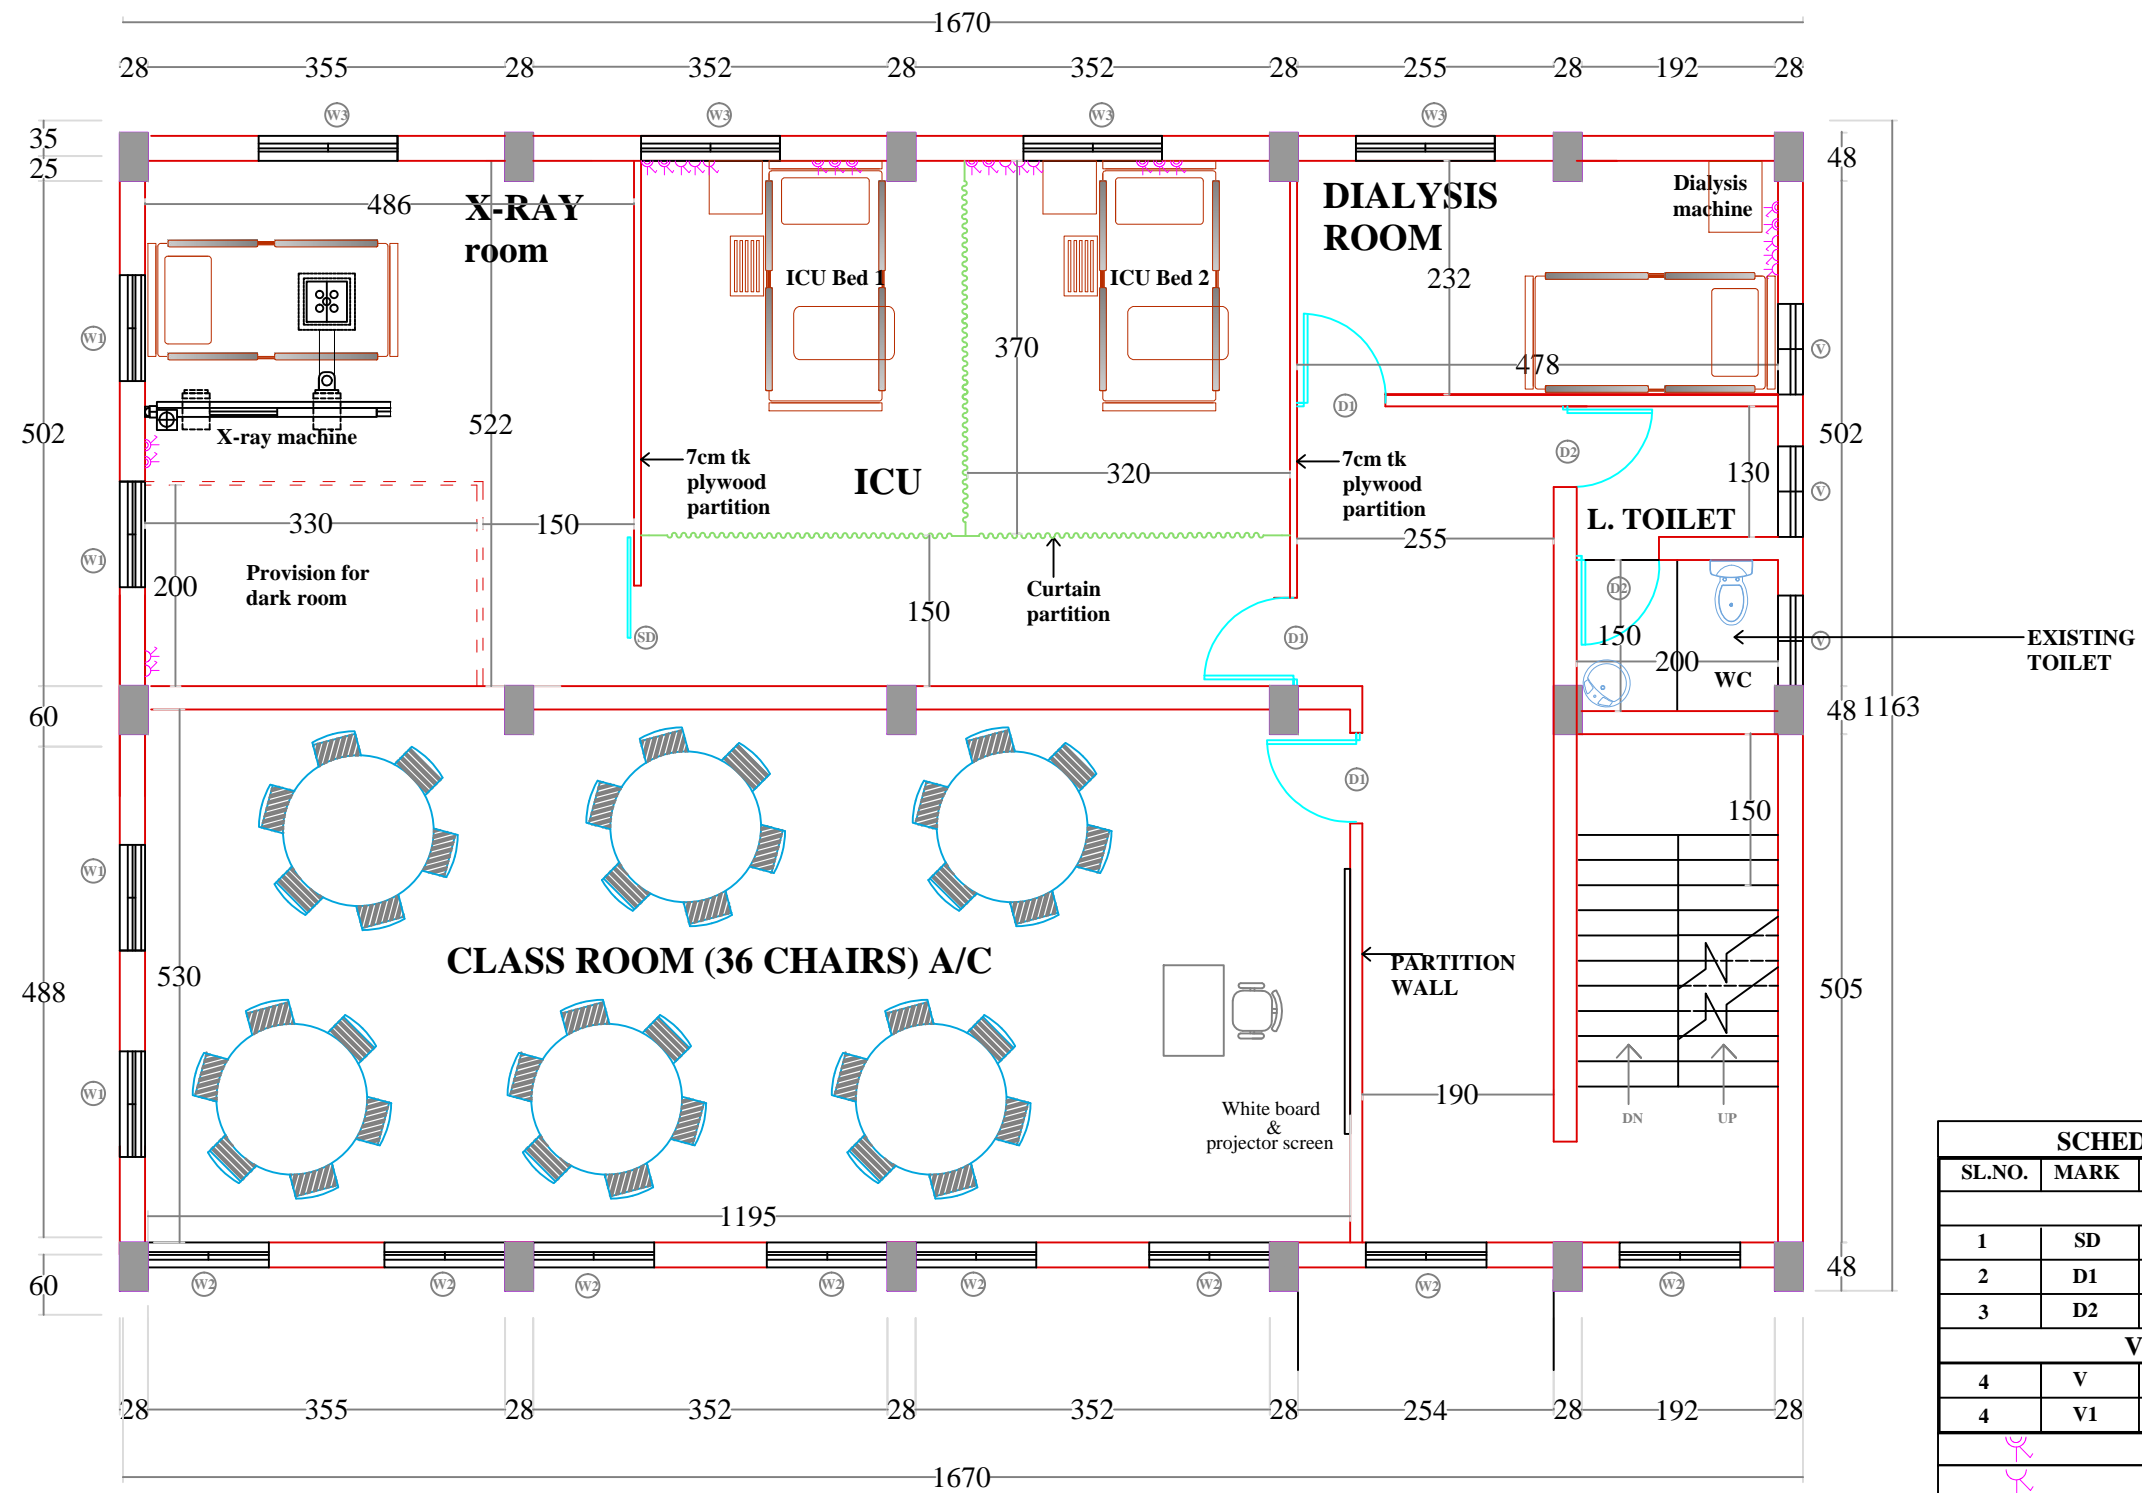 1670
28 355 28 352 28 352 28 255 28 192 28
W3 W3 W3 W3
35
25
48
X-RAY
room
486
DIALYSIS
ROOM
Dialysis
machine
ICU Bed 1
ICU Bed 2
232
W1
370
V
478
D1
502
522
X-ray machine
502
7cm tk
plywood
partition
ICU
320
7cm tk
plywood
partition
D2
130
V
330
150
255
L. TOILET
W1
200
Provision for
dark room
150
Curtain
partition
D2
SD
D1
150
200
WC
V
EXISTING
TOILET
60
48
1163
D1
150
W1
CLASS ROOM (36 CHAIRS) A/C
530
488
PARTITION
WALL
505
W1
White board
&
projector screen
190
DN
UP
1195
60
48
W2 W2 W2 W2 W2 W2 W2 W2
28 355 28 352 28 352 28 254 28 192 28
1670
SCHED
SL.NO. MARK
1 SD
2 D1
3 D2
V
4 V
4 V1